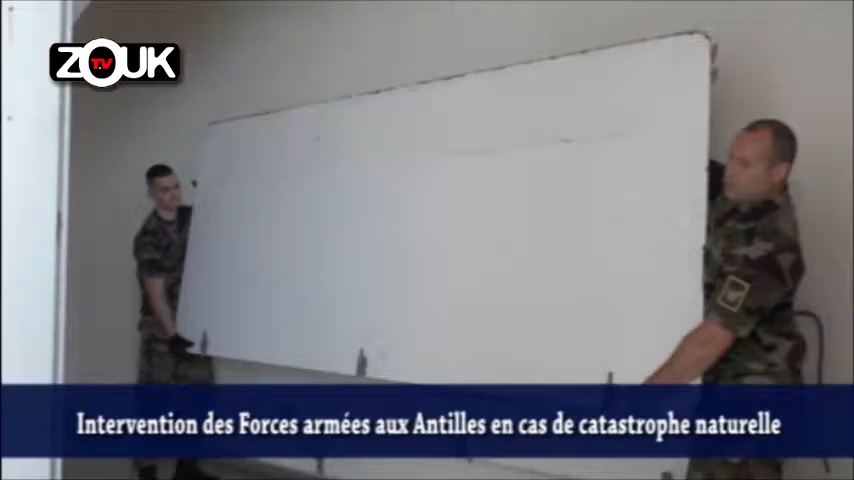 ZOUK
TV
Intervention des Forces armées aux Antilles en cas de catastrophe naturelle